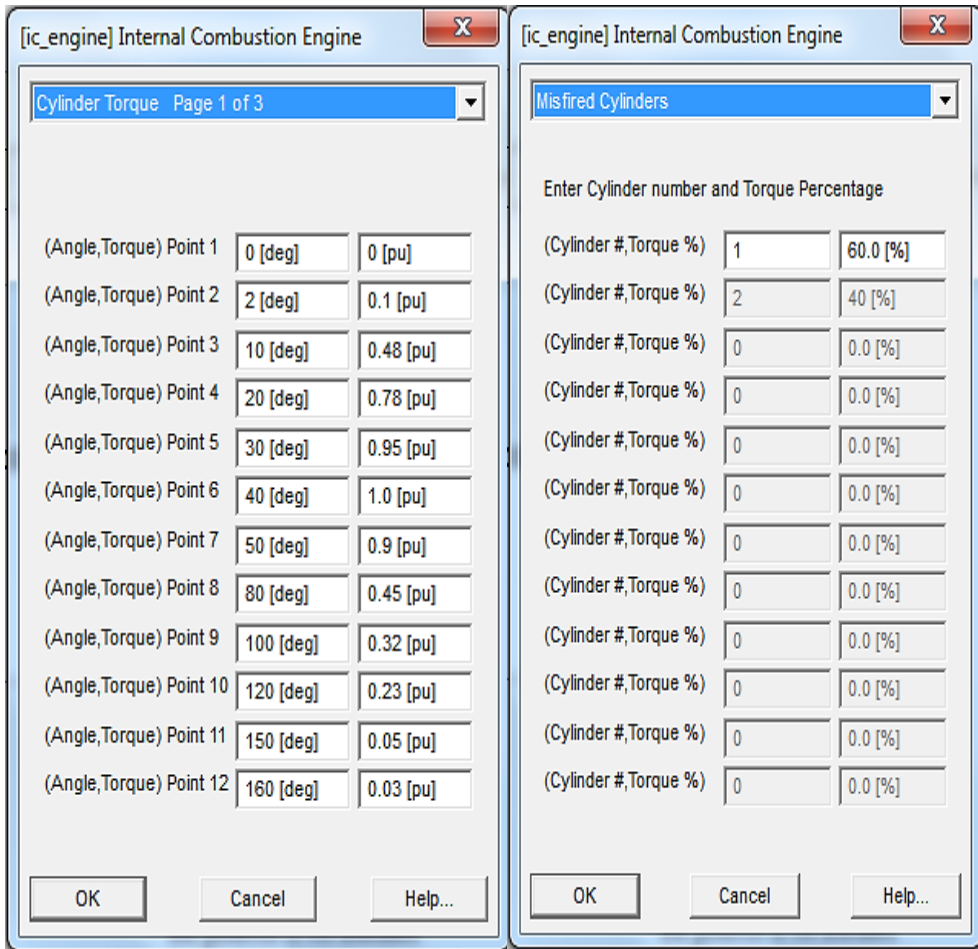 [ic_engine] Internal Combustion Engine
Cylinder Torque Page 1 of 3
(Angle,Torque) Point 1 0 [deg] 0 [pu]
(Angle,Torque) Point 2 2 [deg] 0.1 [pu]
(Angle,Torque) Point 3 10 [deg] 0.48 [pu]
(Angle,Torque) Point 4 20 [deg] 0.78 [pu]
(Angle,Torque) Point 5 30 [deg] 0.95 [pu]
(Angle,Torque) Point 6 40 [deg] 1.0 [pu]
(Angle,Torque) Point 7 50 [deg] 0.9 [pu]
(Angle,Torque) Point 8 80 [deg] 0.45 [pu]
(Angle,Torque) Point 9 100 [deg] 0.32 [pu]
(Angle,Torque) Point 10 120 [deg] 0.23 [pu]
(Angle,Torque) Point 11 150 [deg] 0.05 [pu]
(Angle,Torque) Point 12 160 [deg] 0.03 [pu]
OK Cancel Help...
[ic_engine] Internal Combustion Engine
Misfired Cylinders
Enter Cylinder number and Torque Percentage
(Cylinder #,Torque %) 1 60.0 [%]
(Cylinder #,Torque %) 2 40 [%]
(Cylinder #,Torque %) 0 0.0 [%]
(Cylinder #,Torque %) 0 0.0 [%]
(Cylinder #,Torque %) 0 0.0 [%]
(Cylinder #,Torque %) 0 0.0 [%]
(Cylinder #,Torque %) 0 0.0 [%]
(Cylinder #,Torque %) 0 0.0 [%]
(Cylinder #,Torque %) 0 0.0 [%]
(Cylinder #,Torque %) 0 0.0 [%]
(Cylinder #,Torque %) 0 0.0 [%]
(Cylinder #,Torque %) 0 0.0 [%]
OK Cancel Help...